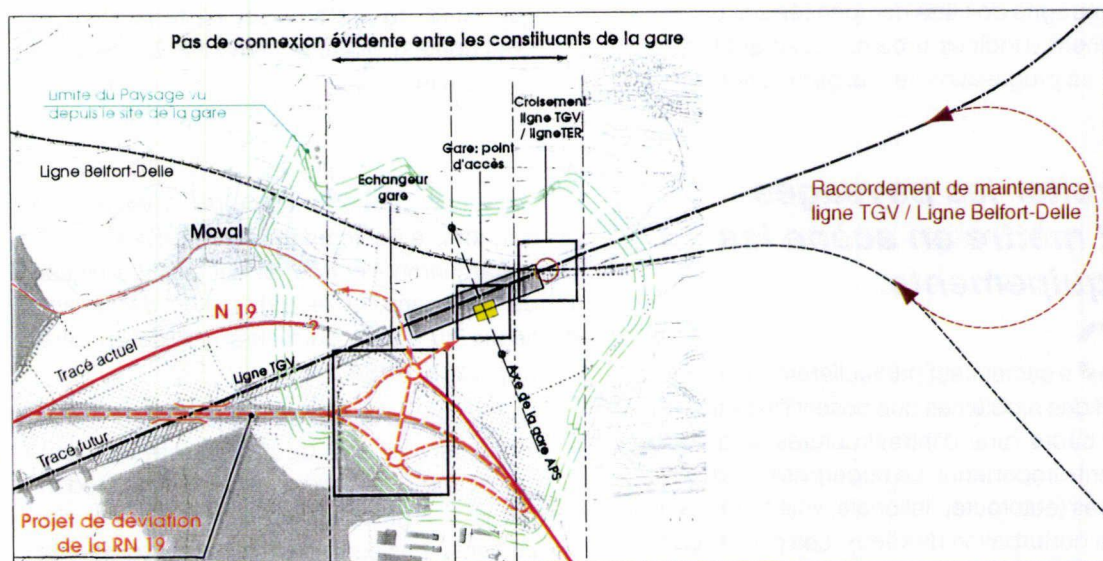 Pas de connexion évidente entre les constituants de la gare
Limite du Paysage vu
depuis le site de la gare
Croisement
ligne TGV
/ ligneTER
Gare: point
d'accès
Ligne Belfort-Delle
Echangeur
gare
Raccordement de maintenance
ligne TGV / Ligne Belfort-Delle
Moval
N 19
?
Tracé actuel
Ligne TGV
Axe de la gare APS
Tracé futur
Projet de déviation
de la RN 19